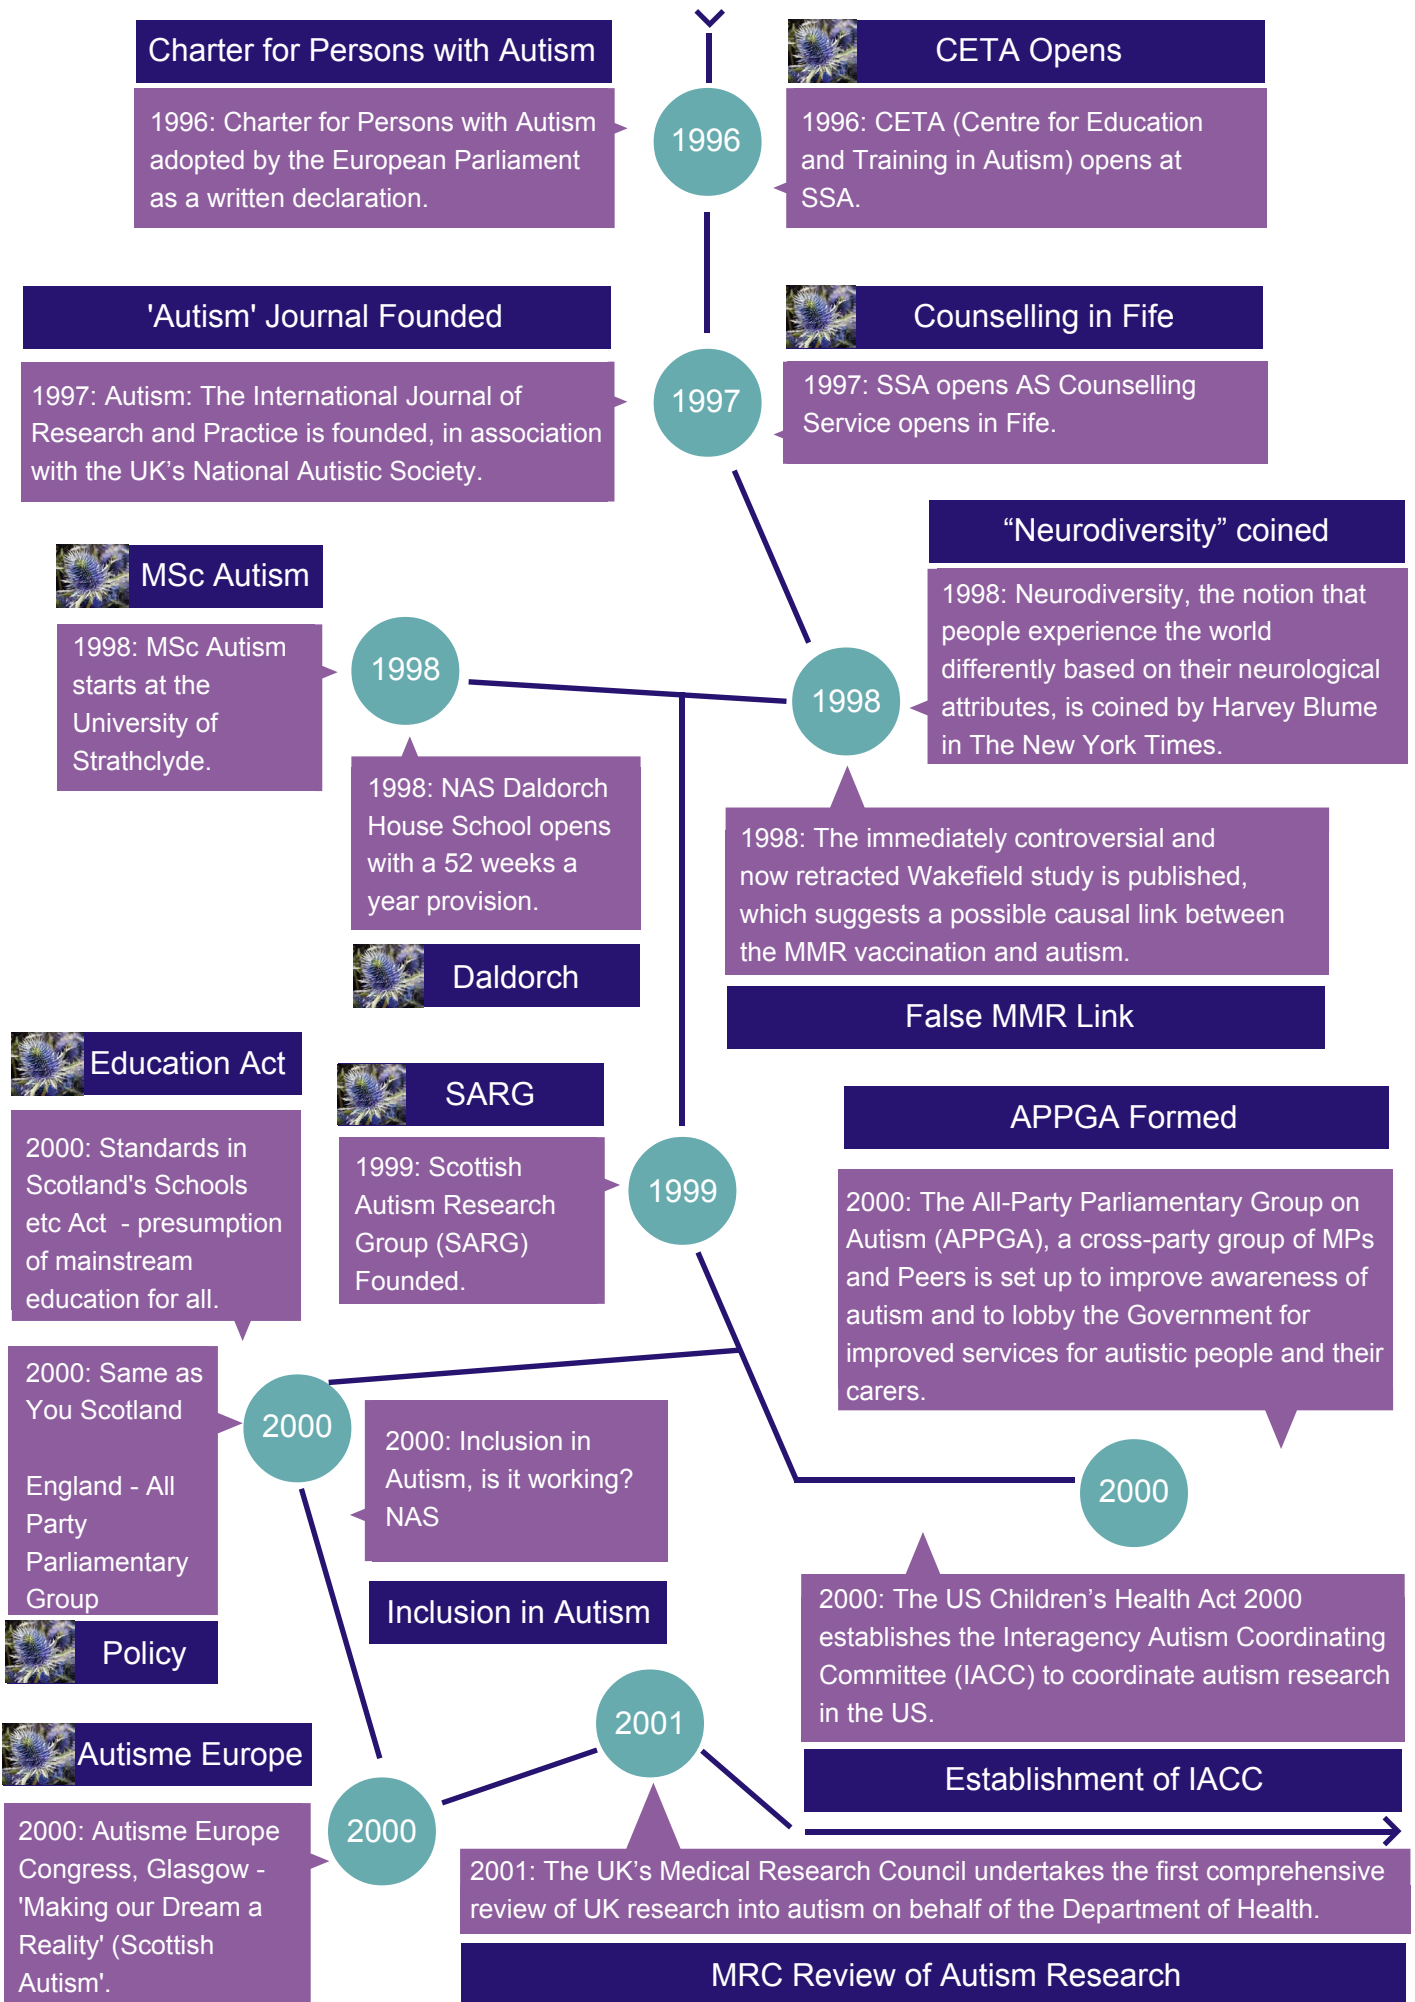 Charter for Persons with Autism
1996: Charter for Persons with Autism
adopted by the European Parliament
as a written declaration.
1996
CETA Opens
1996: CETA (Centre for Education
and Training in Autism) opens at
SSA.
'Autism' Journal Founded
1997: Autism: The International Journal of
Research and Practice is founded, in association
with the UK’s National Autistic Society.
1997
Counselling in Fife
1997: SSA opens AS Counselling
Service opens in Fife.
MSc Autism
1998: MSc Autism
starts at the
University of
Strathclyde.
1998
1998: NAS Daldorch
House School opens
with a 52 weeks a
year provision.
Daldorch
“Neurodiversity” coined
1998: Neurodiversity, the notion that
people experience the world
differently based on their neurological
attributes, is coined by Harvey Blume
in The New York Times.
1998
1998: The immediately controversial and
now retracted Wakefield study is published,
which suggests a possible causal link between
the MMR vaccination and autism.
False MMR Link
Education Act
2000: Standards in
Scotland's Schools
etc Act  - presumption
of mainstream
education for all.
SARG
1999: Scottish
Autism Research
Group (SARG)
Founded.
1999
APPGA Formed
2000: The All-Party Parliamentary Group on
Autism (APPGA), a cross-party group of MPs
and Peers is set up to improve awareness of
autism and to lobby the Government for
improved services for autistic people and their
carers.
2000: Same as
You Scotland
England - All
Party
Parliamentary
Group
Policy
2000
2000: Inclusion in
Autism, is it working?
NAS
Inclusion in Autism
2000
2000: The US Children’s Health Act 2000
establishes the Interagency Autism Coordinating
Committee (IACC) to coordinate autism research
in the US.
Establishment of IACC
Autisme Europe
2000: Autisme Europe
Congress, Glasgow -
'Making our Dream a
Reality' (Scottish
Autism'.
2000
2001
2001: The UK’s Medical Research Council undertakes the first comprehensive
review of UK research into autism on behalf of the Department of Health.
MRC Review of Autism Research